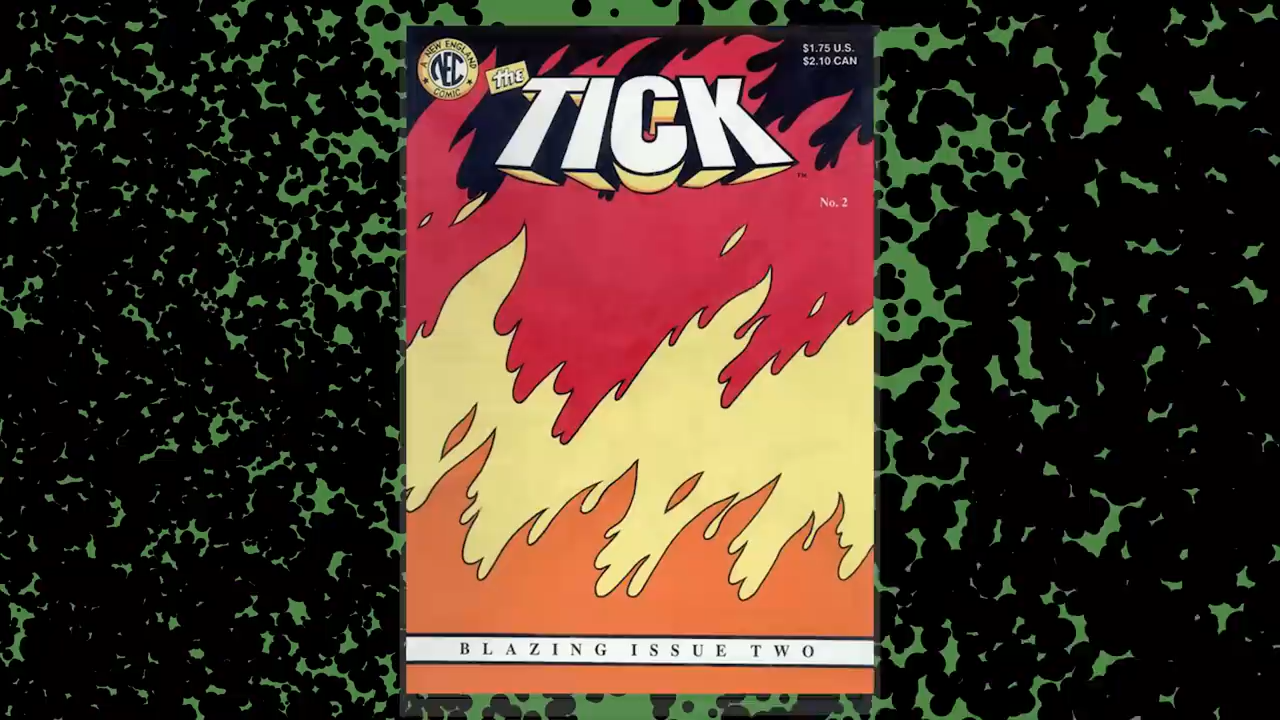 A NEW ENGLAND
NEC
COMIC
the
TICK
TM
$1.75 U.S.
$2.10 CAN
No. 2
BLAZING ISSUE TWO